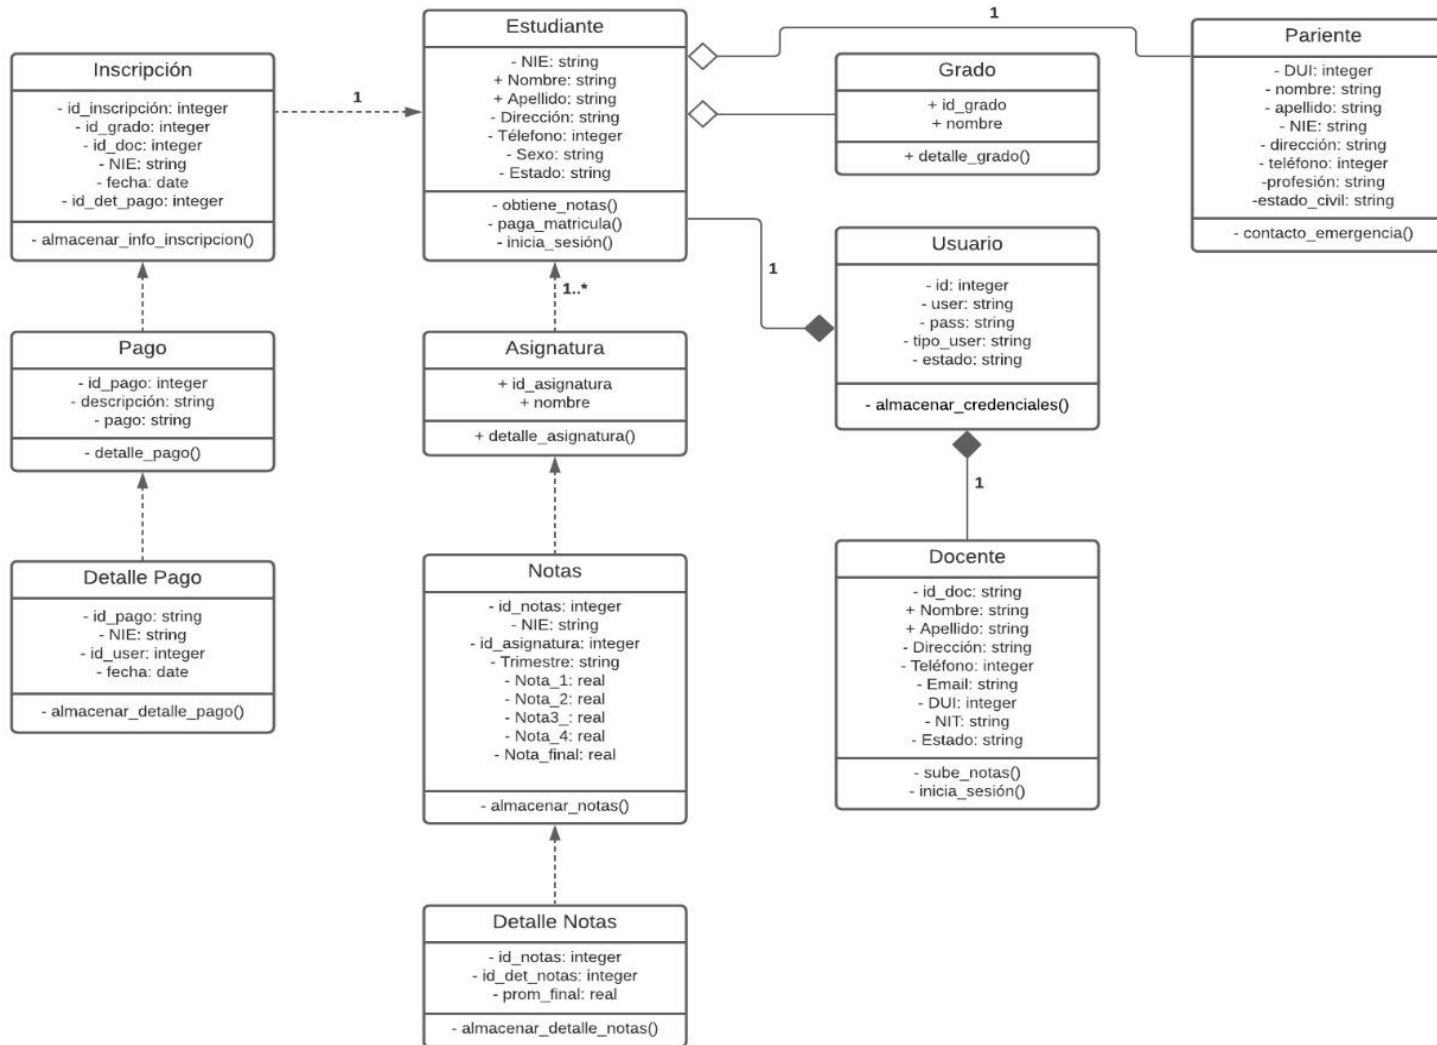 Estudiante
- NIE: string
+ Nombre: string
+ Apellido: string
- Dirección: string
- Télefono: integer
- Sexo: string
- Estado: string
- obtiene_notas()
- paga_matricula()
- inicia_sesión()
1
Pariente
- DUI: integer
- nombre: string
- apellido: string
- NIE: string
- dirección: string
- teléfono: integer
-profesión: string
-estado_civil: string
- contacto_emergencia()
Inscripción
- id_inscripción: integer
- id_grado: integer
- id_doc: integer
- NIE: string
- fecha: date
- id_det_pago: integer
- almacenar_info_inscripcion()
1
Grado
+ id_grado
+ nombre
+ detalle_grado()
Usuario
- id: integer
- user: string
- pass: string
- tipo_user: string
- estado: string
- almacenar_credenciales()
1
1..*
Pago
- id_pago: integer
- descripción: string
- pago: string
- detalle_pago()
Asignatura
+ id_asignatura
+ nombre
+ detalle_asignatura()
1
Detalle Pago
- id_pago: string
- NIE: string
- id_user: integer
- fecha: date
- almacenar_detalle_pago()
Notas
- id_notas: integer
- NIE: string
- id_asignatura: integer
- Trimestre: string
- Nota_1: real
- Nota_2: real
- Nota3_: real
- Nota_4: real
- Nota_final: real
- almacenar_notas()
Docente
- id_doc: string
+ Nombre: string
+ Apellido: string
- Dirección: string
- Teléfono: integer
- Email: string
- DUI: integer
- NIT: string
- Estado: string
- sube_notas()
- inicia_sesión()
Detalle Notas
- id_notas: integer
- id_det_notas: integer
- prom_final: real
- almacenar_detalle_notas()